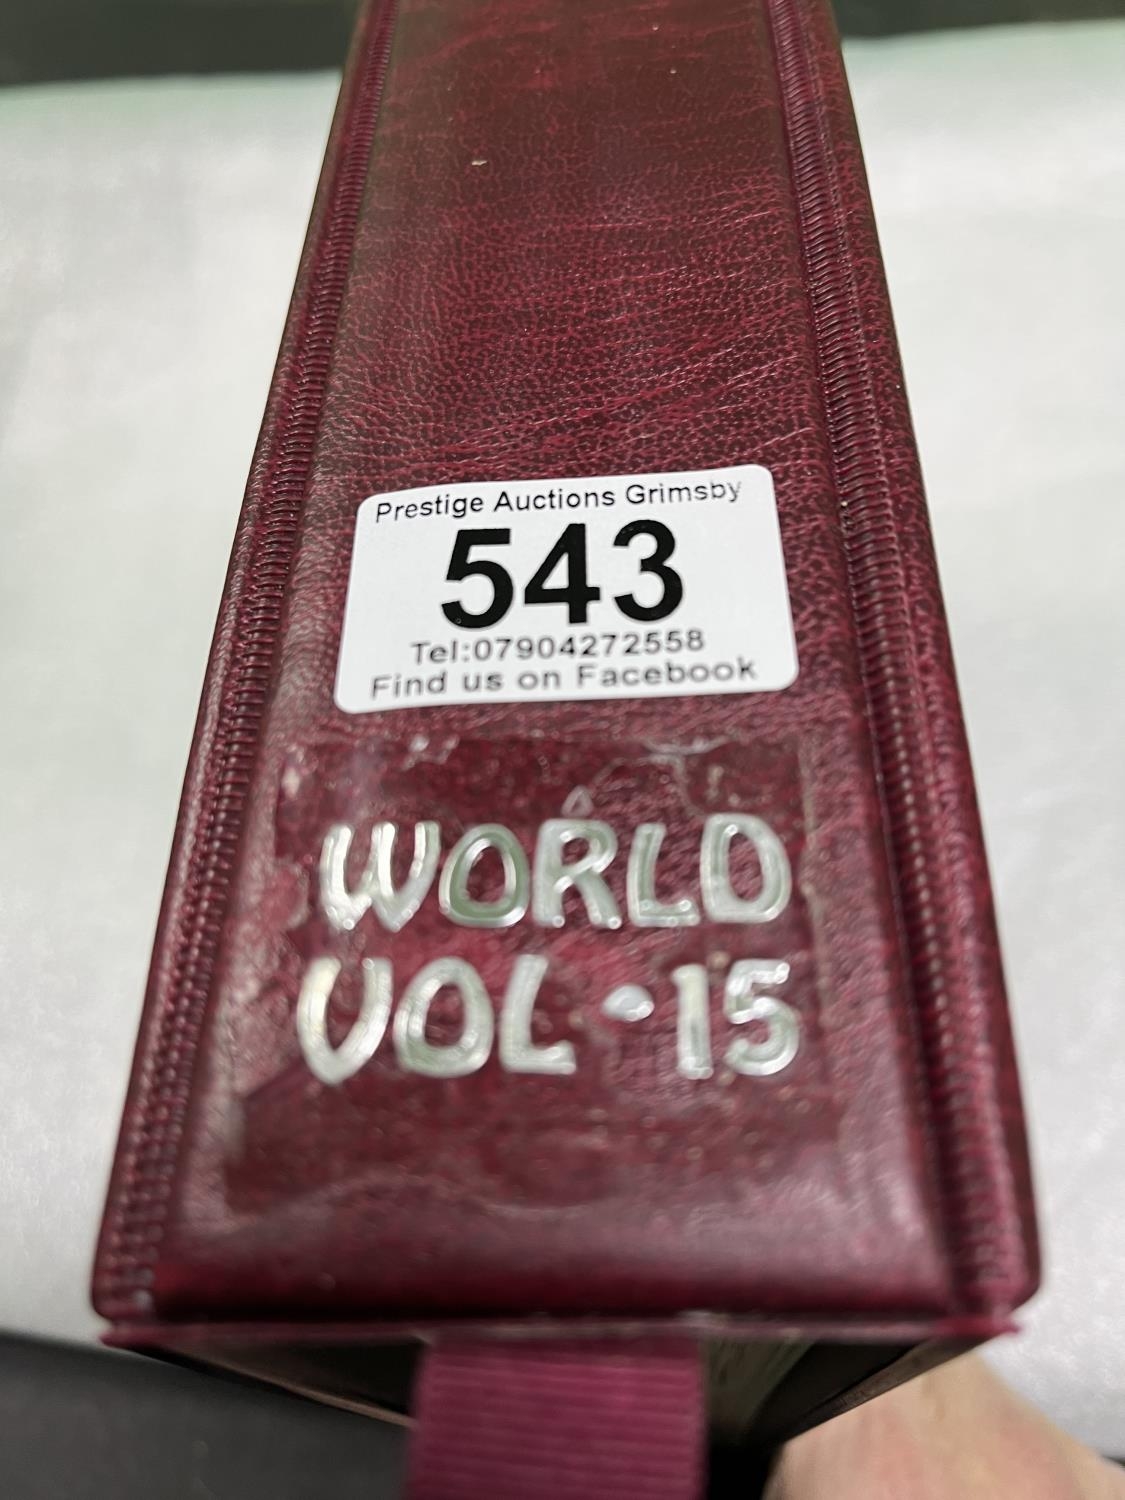 Prestige Auctions Grimsby
543
Tel:07904272558
Find us on Facebook
WORLD
VOL·15